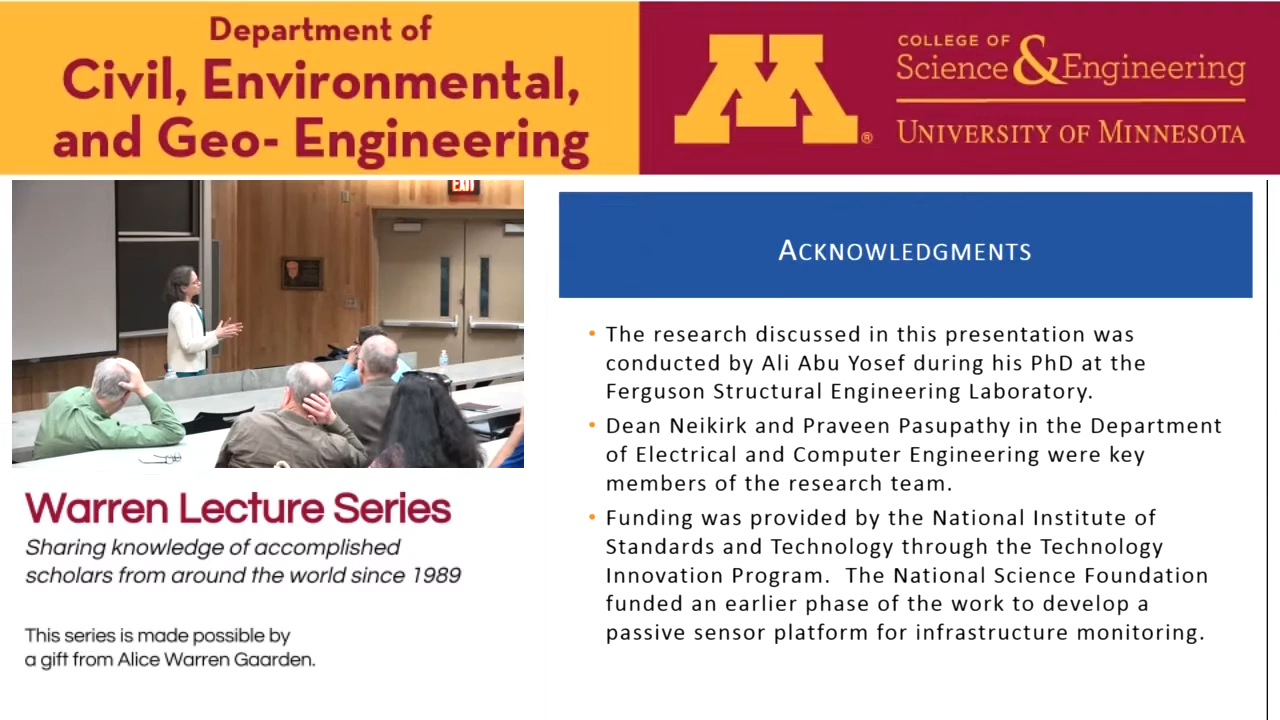 Department of
Civil, Environmental,
and Geo- Engineering
M®
COLLEGE OF
Science & Engineering
UNIVERSITY OF MINNESOTA
EXIT
ACKNOWLEDGMENTS
• The research discussed in this presentation was
conducted by Ali Abu Yosef during his PhD at the
Ferguson Structural Engineering Laboratory.
• Dean Neikirk and Praveen Pasupathy in the Department
of Electrical and Computer Engineering were key
members of the research team.
• Funding was provided by the National Institute of
Standards and Technology through the Technology
Innovation Program. The National Science Foundation
funded an earlier phase of the work to develop a
passive sensor platform for infrastructure monitoring.
Warren Lecture Series
Sharing knowledge of accomplished
scholars from around the world since 1989
This series is made possible by
a gift from Alice Warren Gaarden.